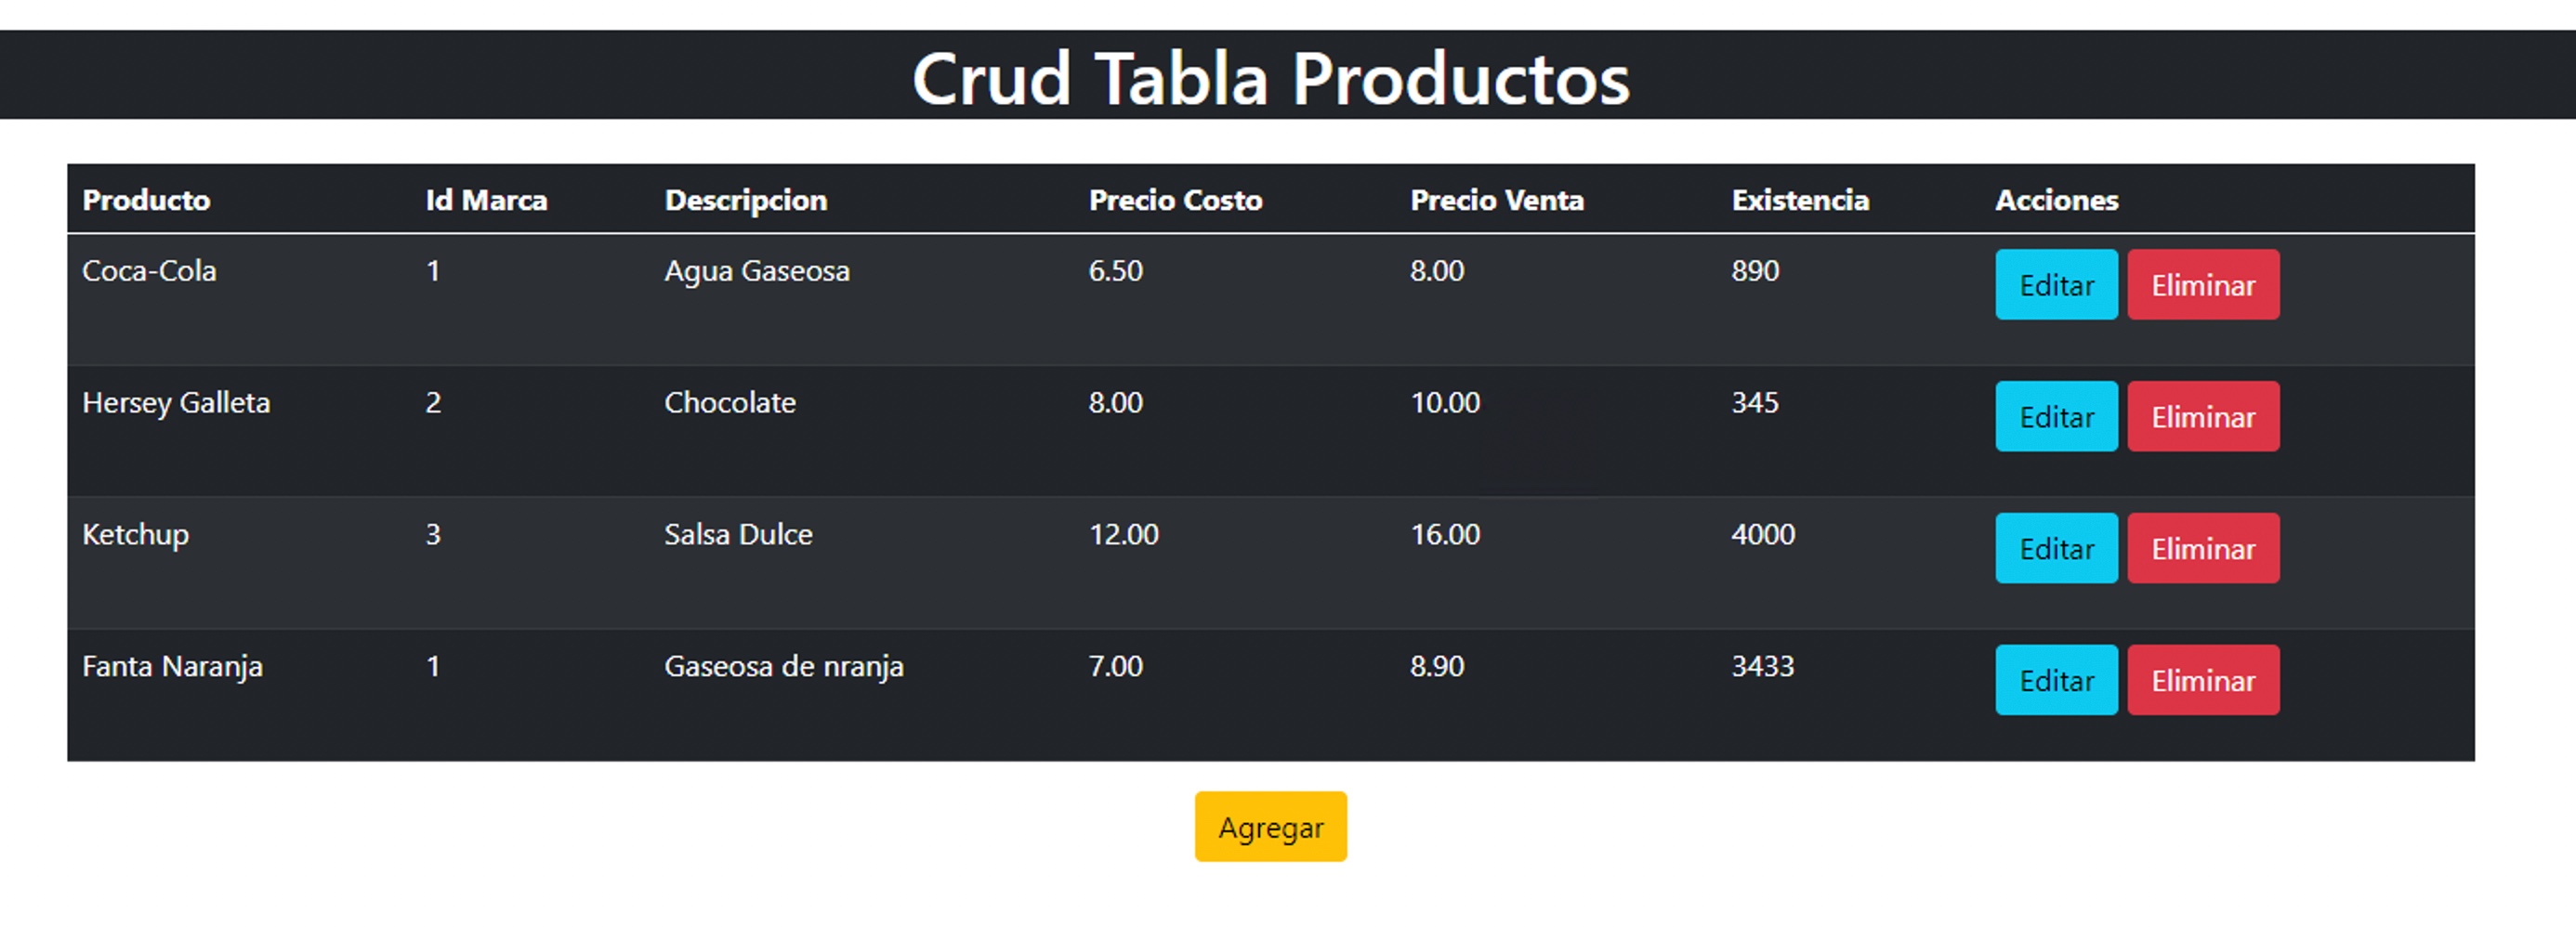 Crud Tabla Productos
Producto Id Marca Descripcion Precio Costo Precio Venta Existencia Acciones
Coca-Cola 1 Agua Gaseosa 6.50 8.00 890 Editar Eliminar
Hersey Galleta 2 Chocolate 8.00 10.00 345 Editar Eliminar
Ketchup 3 Salsa Dulce 12.00 16.00 4000 Editar Eliminar
Fanta Naranja 1 Gaseosa de nranja 7.00 8.90 3433 Editar Eliminar
Agregar